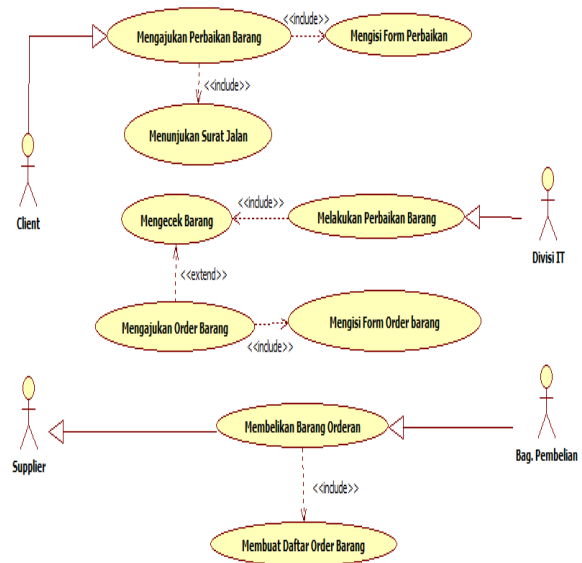 <<include>>
Mengajukan Perbaikan Barang
Mengisi Form Perbaikan
<<include>>
Menunjukan Surat Jalan
Client
<<include>>
Mengecek Barang
Melakukan Perbaikan Barang
Divisi IT
<<extend>>
Mengajukan Order Barang
Mengisi Form Order barang
<<include>>
Membelikan Barang Orderan
Supplier
Bag. Pembelian
<<include>>
Membuat Daftar Order Barang